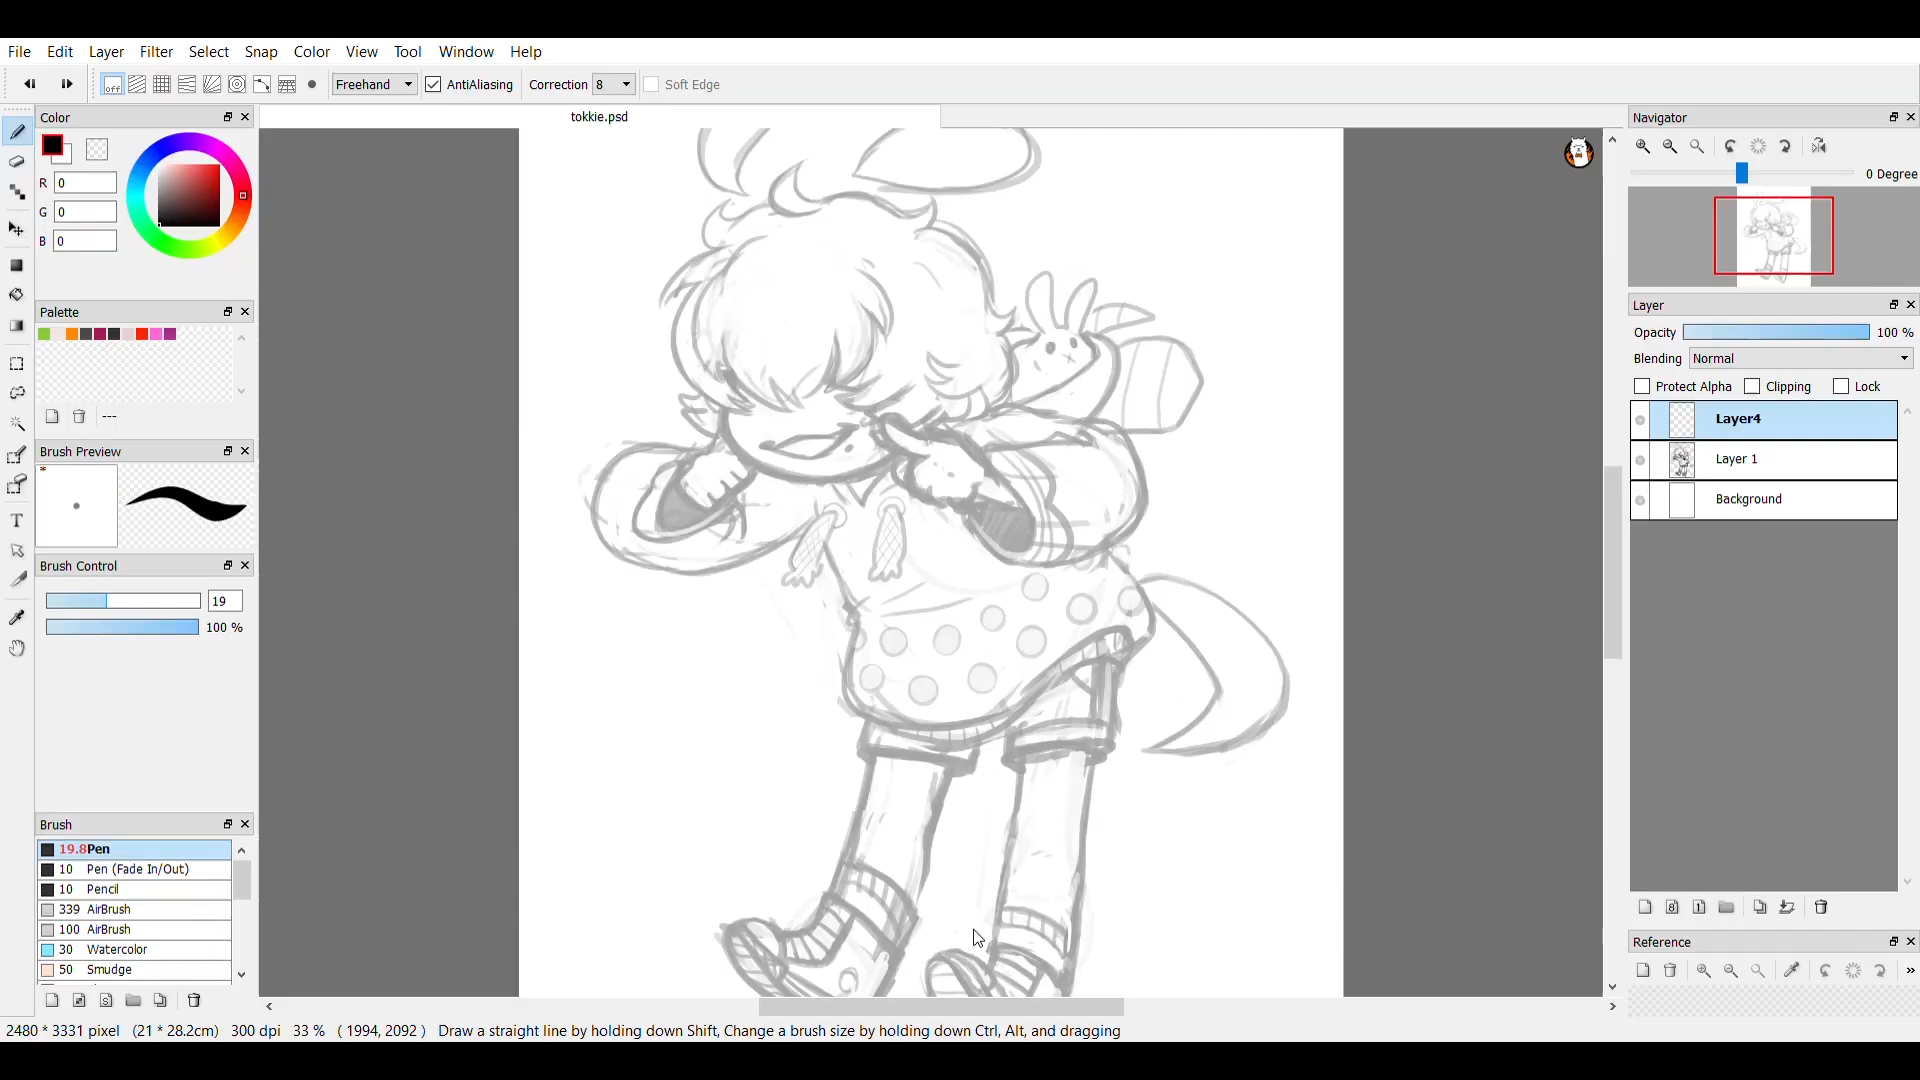 File Edit Layer Filter Select Snap Color View Tool Window Help
off Freehand AntiAliasing Correction 8 Soft Edge
Color
R 0
G 0
B 0
Palette
---
Brush Preview
*
Brush Control
19
100 %
Brush
19.8 Pen
10 Pen (Fade In/Out)
10 Pencil
339 AirBrush
100 AirBrush
30 Watercolor
50 Smudge
tokkie.psd
T
Navigator
0 Degree
Layer
Opacity 100 %
Blending Normal
Protect Alpha Clipping Lock
Layer4
Layer 1
Background
8 1
Reference
»
S
2480 * 3331 pixel (21 * 28.2cm) 300 dpi 33 % ( 1994, 2092 ) Draw a straight line by holding down Shift, Change a brush size by holding down Ctrl, Alt, and dragging